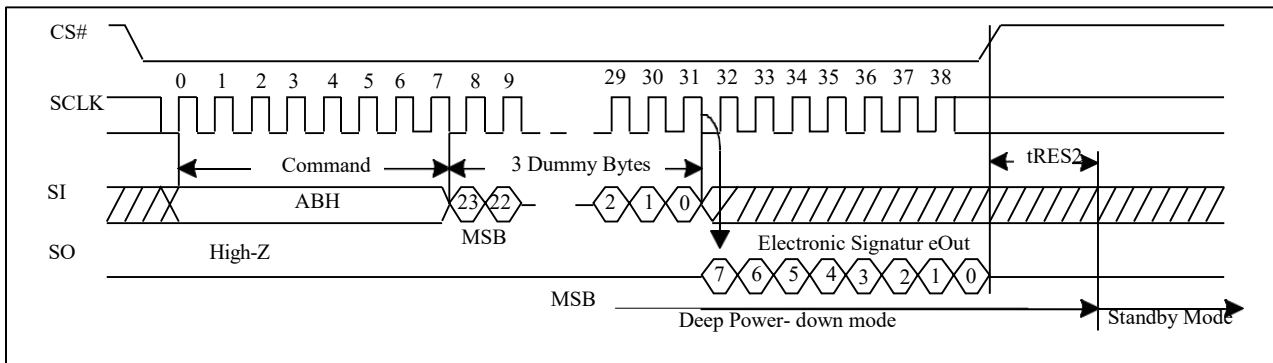 CS#
0 1 2 3 4 5 6 7 8 9 29 30 31 32 33 34 35 36 37 38
SCLK
Command 3 Dummy Bytes tRES2
SI ABH 23 22 2 1 0
MSB
SO High-Z Electronic Signatur eOut
7 6 5 4 3 2 1 0
MSB
Deep Power- down mode Standby Mode